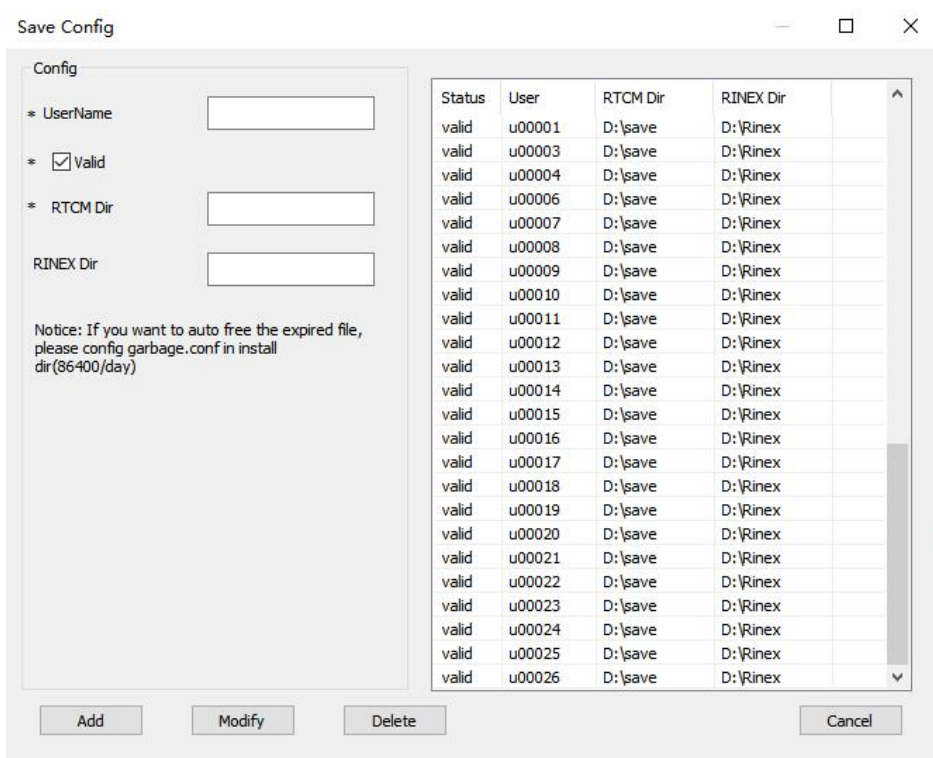 Save Config
Config
* UserName
* Valid
* RTCM Dir
RINEX Dir
Notice: If you want to auto free the expired file,
please config garbage.conf in install
dir(86400/day)
Status User RTCM Dir RINEX Dir
valid u00001 D:\save D:\Rinex
valid u00003 D:\save D:\Rinex
valid u00004 D:\save D:\Rinex
valid u00006 D:\save D:\Rinex
valid u00007 D:\save D:\Rinex
valid u00008 D:\save D:\Rinex
valid u00009 D:\save D:\Rinex
valid u00010 D:\save D:\Rinex
valid u00011 D:\save D:\Rinex
valid u00012 D:\save D:\Rinex
valid u00013 D:\save D:\Rinex
valid u00014 D:\save D:\Rinex
valid u00015 D:\save D:\Rinex
valid u00016 D:\save D:\Rinex
valid u00017 D:\save D:\Rinex
valid u00018 D:\save D:\Rinex
valid u00019 D:\save D:\Rinex
valid u00020 D:\save D:\Rinex
valid u00021 D:\save D:\Rinex
valid u00022 D:\save D:\Rinex
valid u00023 D:\save D:\Rinex
valid u00024 D:\save D:\Rinex
valid u00025 D:\save D:\Rinex
valid u00026 D:\save D:\Rinex
Add Modify Delete Cancel